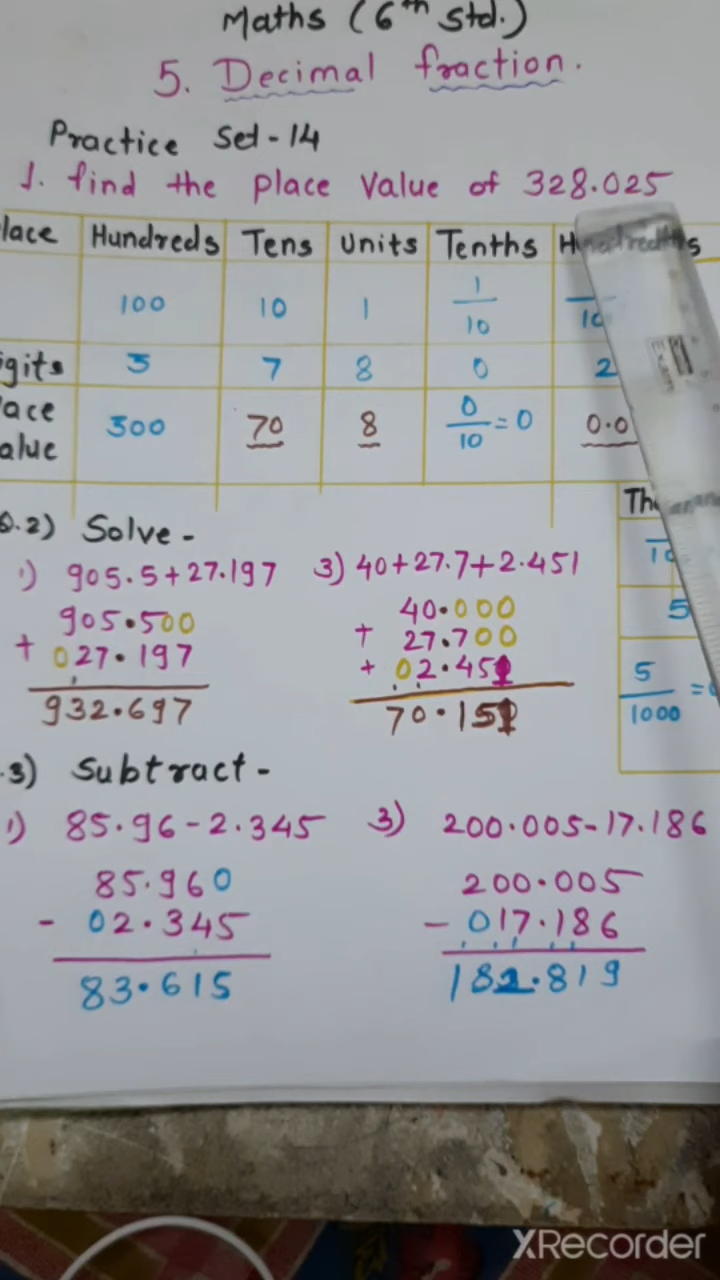 Maths (6th Std.)
5. Decimal fraction.
Practice Set-14
1. find the Place Value of 328.025
lace Hundreds Tens Units Tenths
100 10 1 1/10
igits 3 7 8 0 2
lace alue 300 70 8 0/10=0 0.0
Q.2) Solve-
1) 905.5+27.197 3) 40+27.7+2.451
905.500 40.000
+ 027.197 + 27.700
932.697 + 02.451
70.151
5
5/1000 =
.3) Subtract-
1) 85.96-2.345 3) 200.005-17.186
85.960 200.005
- 02.345 - 017.186
83.615 182.819
XRecorder